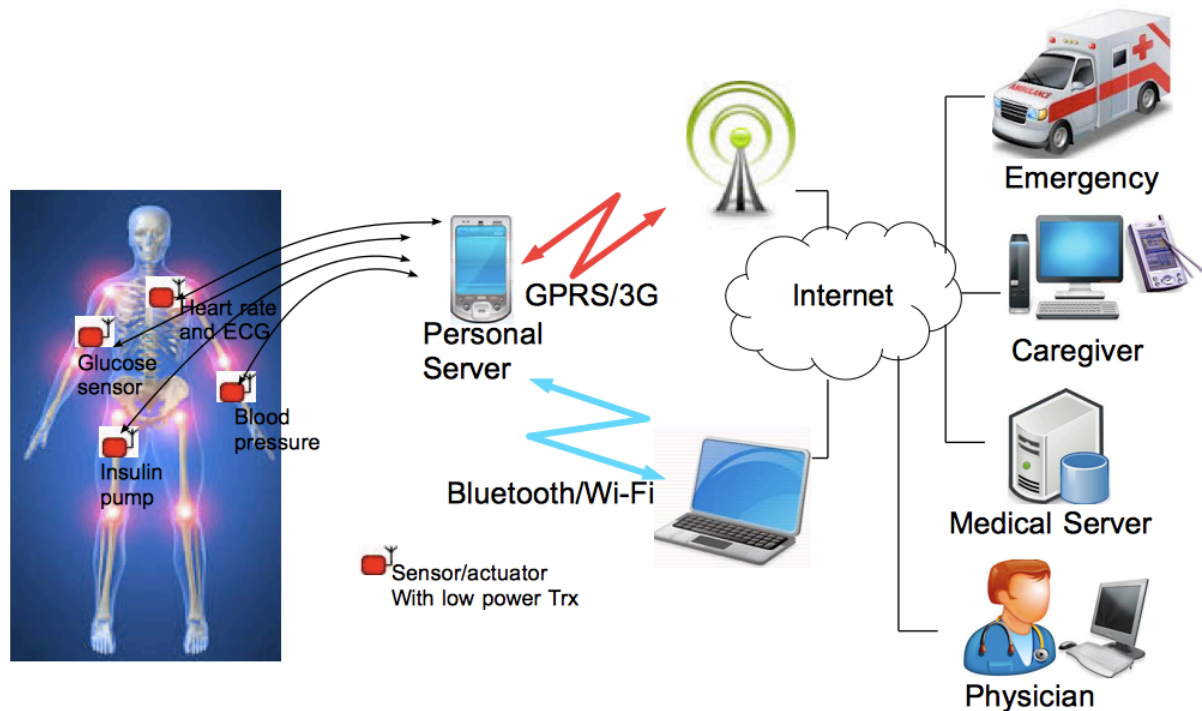 Heart rate
and ECG
Glucose
sensor
Blood
pressure
Insulin
pump
Personal
Server
GPRS/3G
Bluetooth/Wi-Fi
Sensor/actuator
With low power Trx
Internet
AMBULANCE
Emergency
Caregiver
Medical Server
Physician